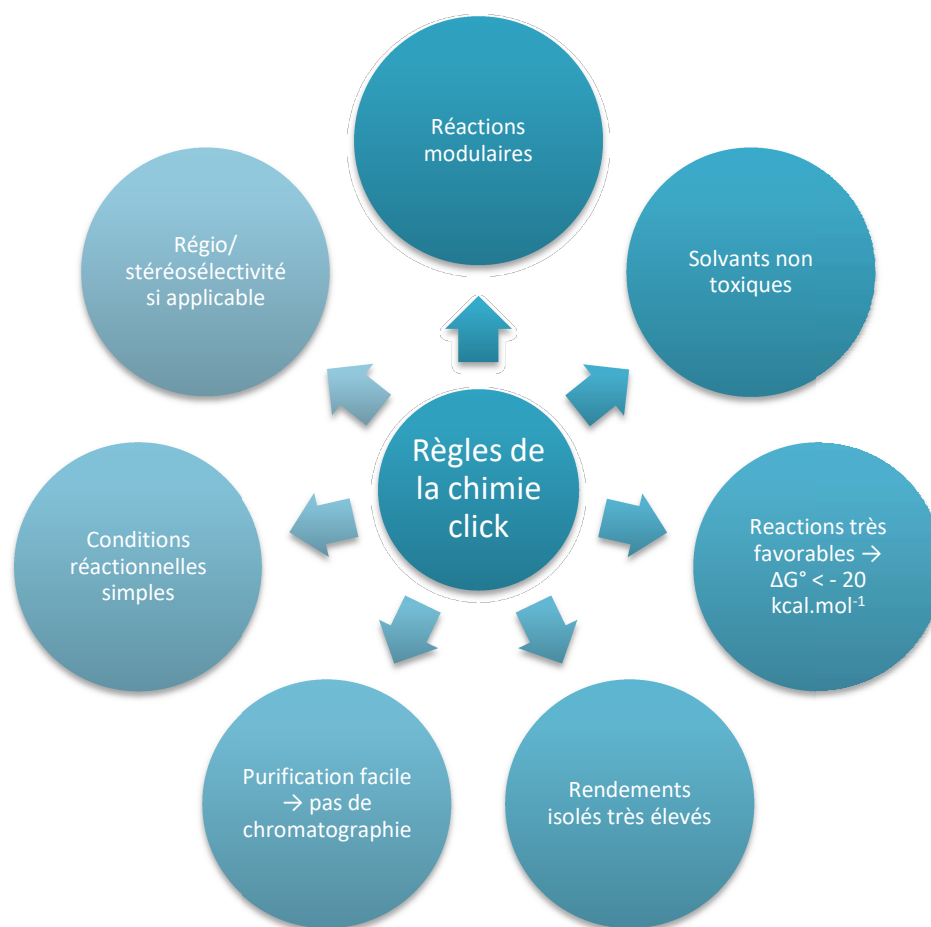 Réactions
modulaires
Solvants non
toxiques
Reactions très
favorables →
ΔG° < - 20
kcal.mol⁻¹
Rendements
isolés très élevés
Purification facile
→ pas de
chromatographie
Conditions
réactionnelles
simples
Régio/
stéréosélectivité
si applicable
Règles de
la chimie
click